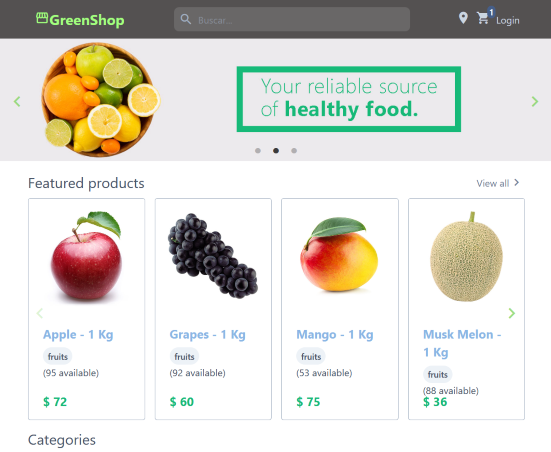 GreenShop
Buscar...
1
Login
Your reliable source
of healthy food.
Featured products
View all
Apple - 1 Kg
fruits
(95 available)
$ 72
Grapes - 1 Kg
fruits
(92 available)
$ 60
Mango - 1 Kg
fruits
(53 available)
$ 75
Musk Melon -
1 Kg
fruits
(88 available)
$ 36
Categories